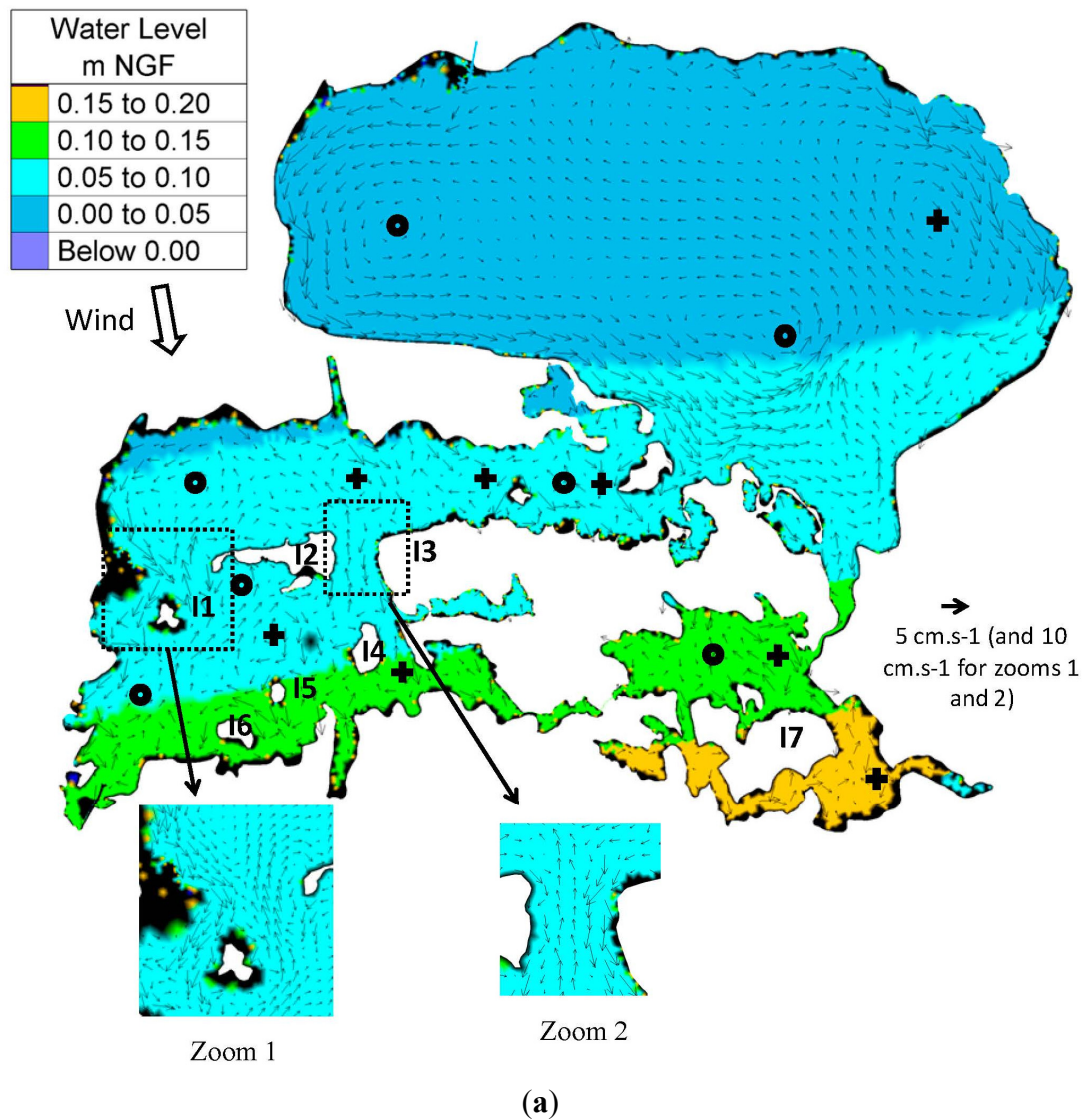 Water Level
m NGF
0.15 to 0.20
0.10 to 0.15
0.05 to 0.10
0.00 to 0.05
Below 0.00
Wind
I1
I2
I3
I4
I5
I6
I7
5 cm.s-1 (and 10
cm.s-1 for zooms 1
and 2)
Zoom 1
Zoom 2
(a)